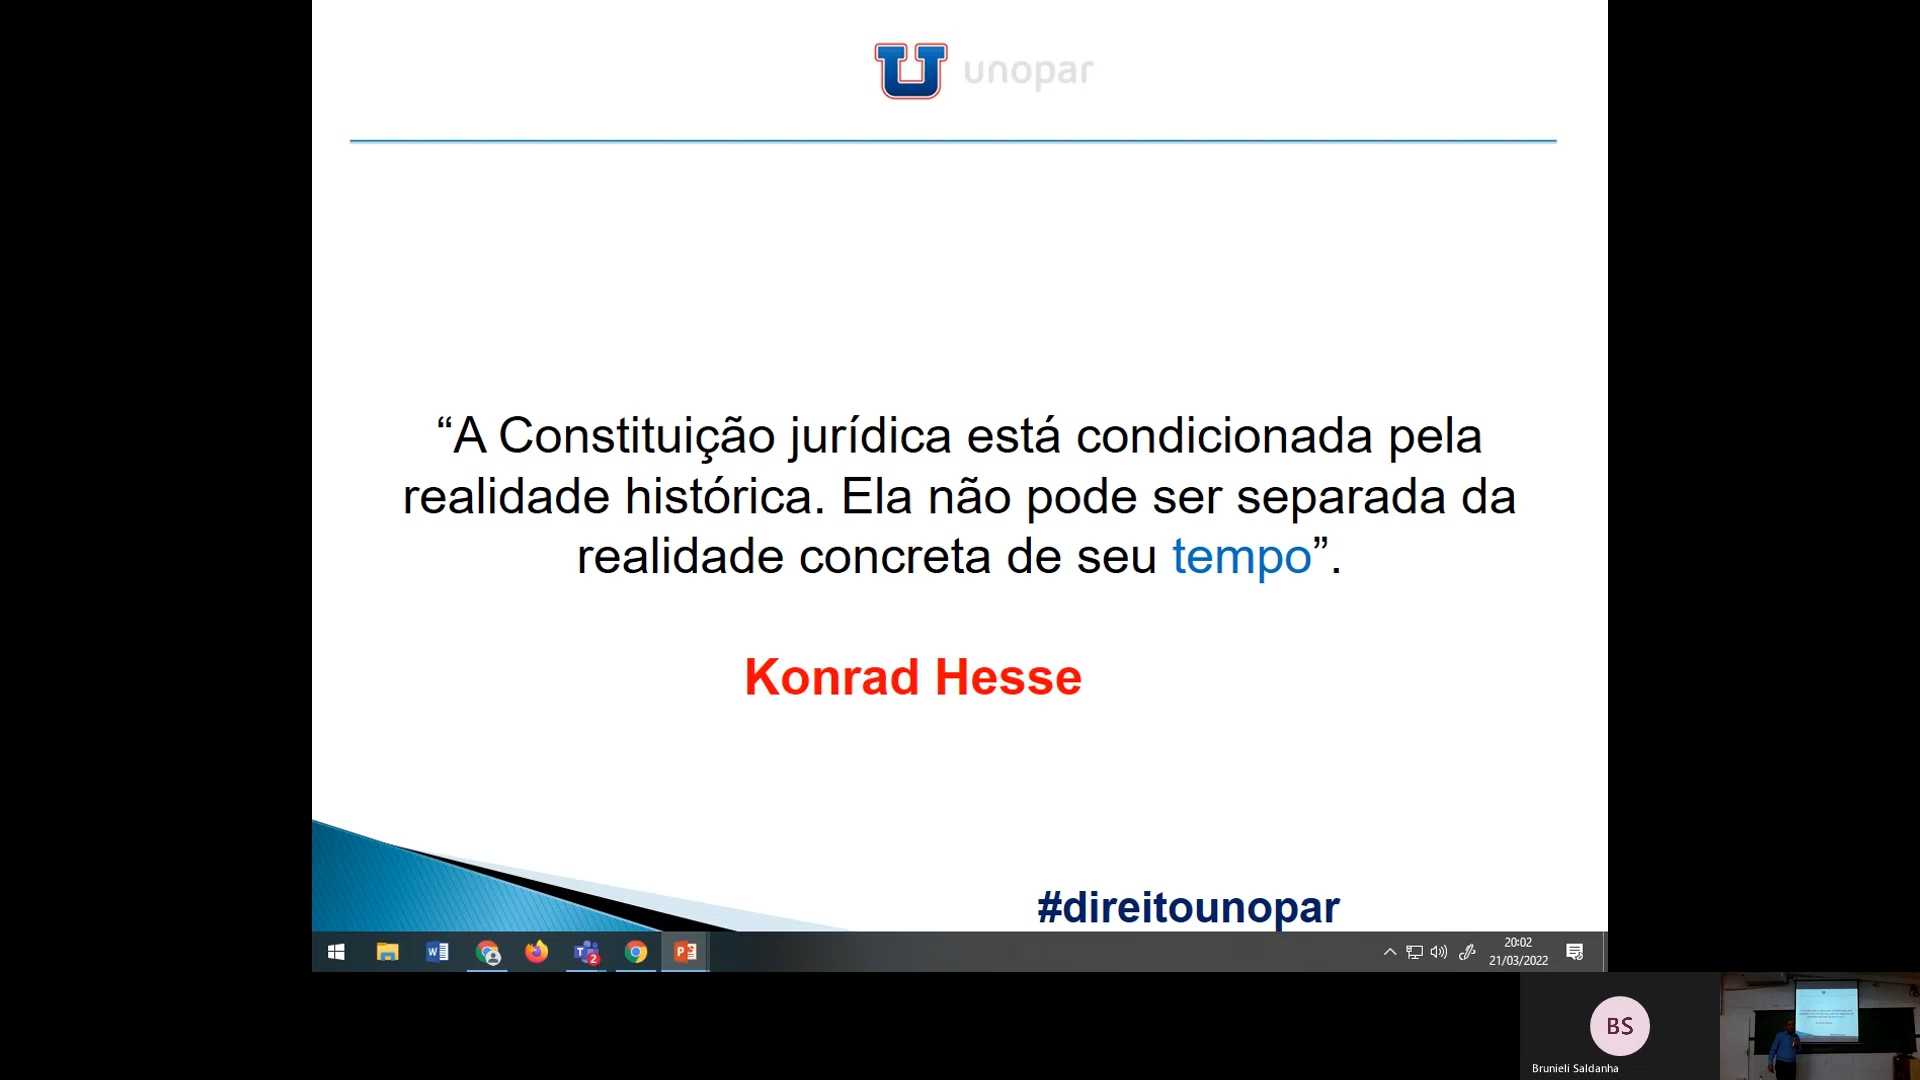 unopar
“A Constituição jurídica está condicionada pela
realidade histórica. Ela não pode ser separada da
realidade concreta de seu tempo”.
Konrad Hesse
#direitounopar
2
20:02
21/03/2022
BS
Brunieli Saldanha